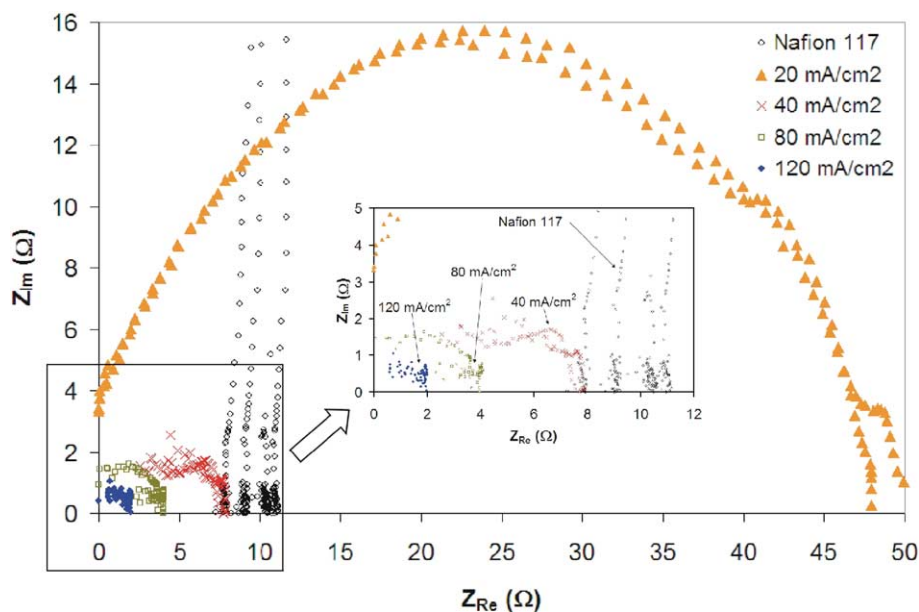 16
14
12
10
8
6
4
2
0
Z_Im (Ω)
Nafion 117
20 mA/cm2
40 mA/cm2
80 mA/cm2
120 mA/cm2
5
4
3
2
1
0
Z_Im (Ω)
Nafion 117
80 mA/cm²
120 mA/cm²
40 mA/cm²
0 2 4 6 8 10 12
Z_Re (Ω)
0 5 10 15 20 25 30 35 40 45 50
Z_Re (Ω)